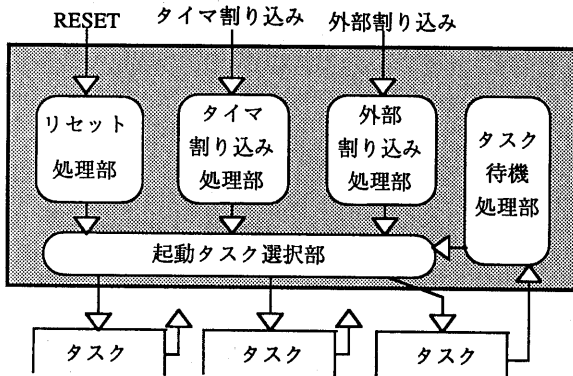 RESET
タイマ割り込み
外部割り込み
リセット
処理部
タイマ
割り込み
処理部
外部
割り込み
処理部
タスク
待機
処理部
起動タスク選択部
タスク
タスク
タスク